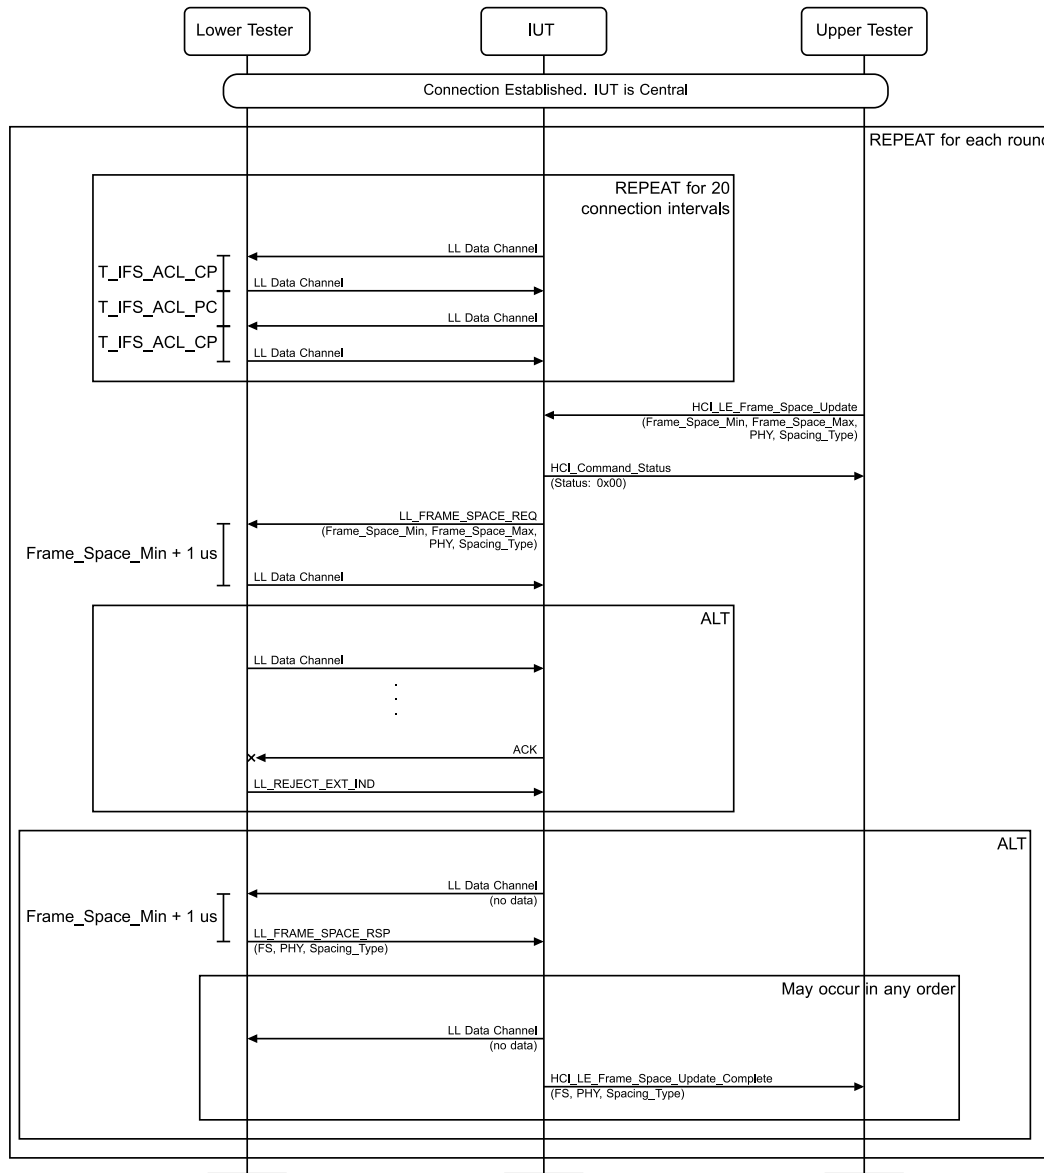 Lower Tester
IUT
Upper Tester
Connection Established. IUT is Central
REPEAT for each round
REPEAT for 20
connection intervals
LL Data Channel
T_IFS_ACL_CP
LL Data Channel
T_IFS_ACL_PC
LL Data Channel
T_IFS_ACL_CP
LL Data Channel
HCI_LE_Frame_Space_Update
(Frame_Space_Min, Frame_Space_Max,
PHY, Spacing_Type)
HCI_Command_Status
(Status: 0x00)
LL_FRAME_SPACE_REQ
(Frame_Space_Min, Frame_Space_Max,
PHY, Spacing_Type)
Frame_Space_Min + 1 us
LL Data Channel
ALT
LL Data Channel
.
.
.
ACK
LL_REJECT_EXT_IND
ALT
LL Data Channel
(no data)
Frame_Space_Min + 1 us
LL_FRAME_SPACE_RSP
(FS, PHY, Spacing_Type)
May occur in any order
LL Data Channel
(no data)
HCI_LE_Frame_Space_Update_Complete
(FS, PHY, Spacing_Type)